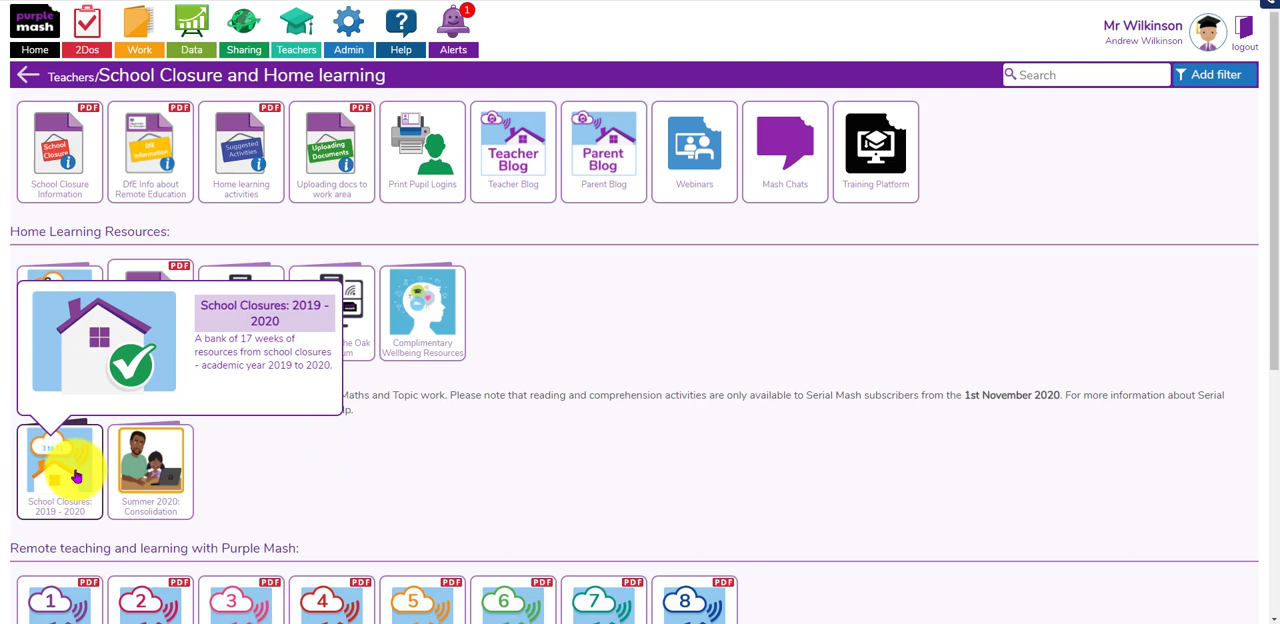 purple
mash
1
Home
2Dos
Work
Data
Sharing
Teachers
Admin
Help
Alerts
Mr Wilkinson
Andrew Wilkinson
logout
Teachers/School Closure and Home learning
Search
Add filter
PDF
PDF
PDF
PDF
School
Closure
DfE
Information
Suggested
Activities
Uploading
Documents
Teacher
Blog
Parent
Blog
School Closure
Information
DfE Info about
Remote Education
Home learning
activities
Uploading docs to
work area
Print Pupil Logins
Teacher Blog
Parent Blog
Webinars
Mash Chats
Training Platform
Home Learning Resources:
PDF
School Closures: 2019 -
2020
A bank of 17 weeks of
resources from school closures
- academic year 2019 to 2020.
he Oak
um
Complimentary
Wellbeing Resources
Maths and Topic work. Please note that reading and comprehension activities are only available to Serial Mash subscribers from the 1st November 2020. For more information about Serial
p.
School Closures:
2019 - 2020
Summer 2020:
Consolidation
Remote teaching and learning with Purple Mash:
PDF
PDF
PDF
PDF
PDF
PDF
PDF
PDF
1
2
3
4
5
6
7
8